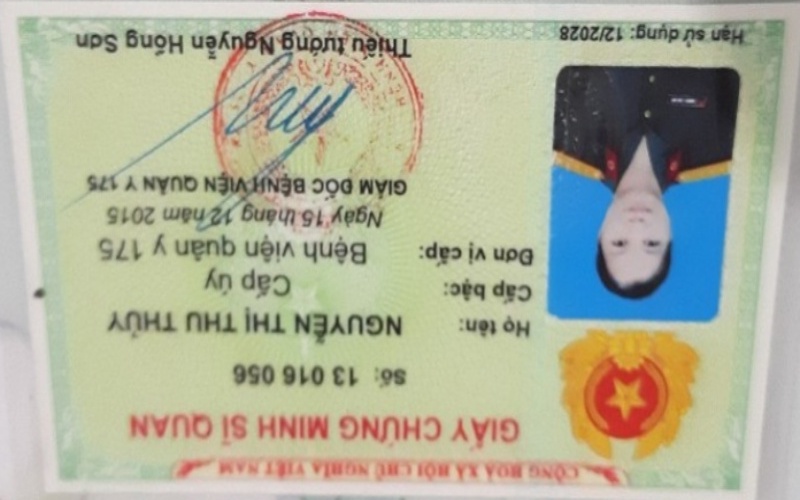 CỘNG HOÀ XÃ HỘI CHỦ NGHĨA VIỆT NAM
GIẤY CHỨNG MINH SĨ QUAN
Số: 13 016 056
Họ tên: NGUYỄN THỊ THU THỦY
Cấp bậc: Cấp úy
Đơn vị cấp: Bệnh viện quân y 175
Ngày 15 tháng 12 năm 2015
GIÁM ĐỐC BỆNH VIỆN QUÂN Y 175
Hạn sử dụng: 12/2028
Thiếu tướng Nguyễn Hồng Sơn